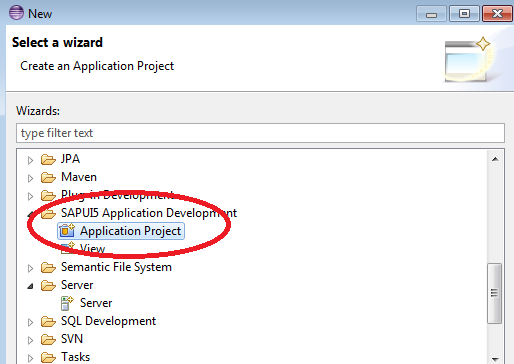 New
Select a wizard
Create an Application Project
Wizards:
type filter text
JPA
Maven
Plug-in Development
SAPUI5 Application Development
Application Project
View
Semantic File System
Server
Server
SQL Development
SVN
Tasks